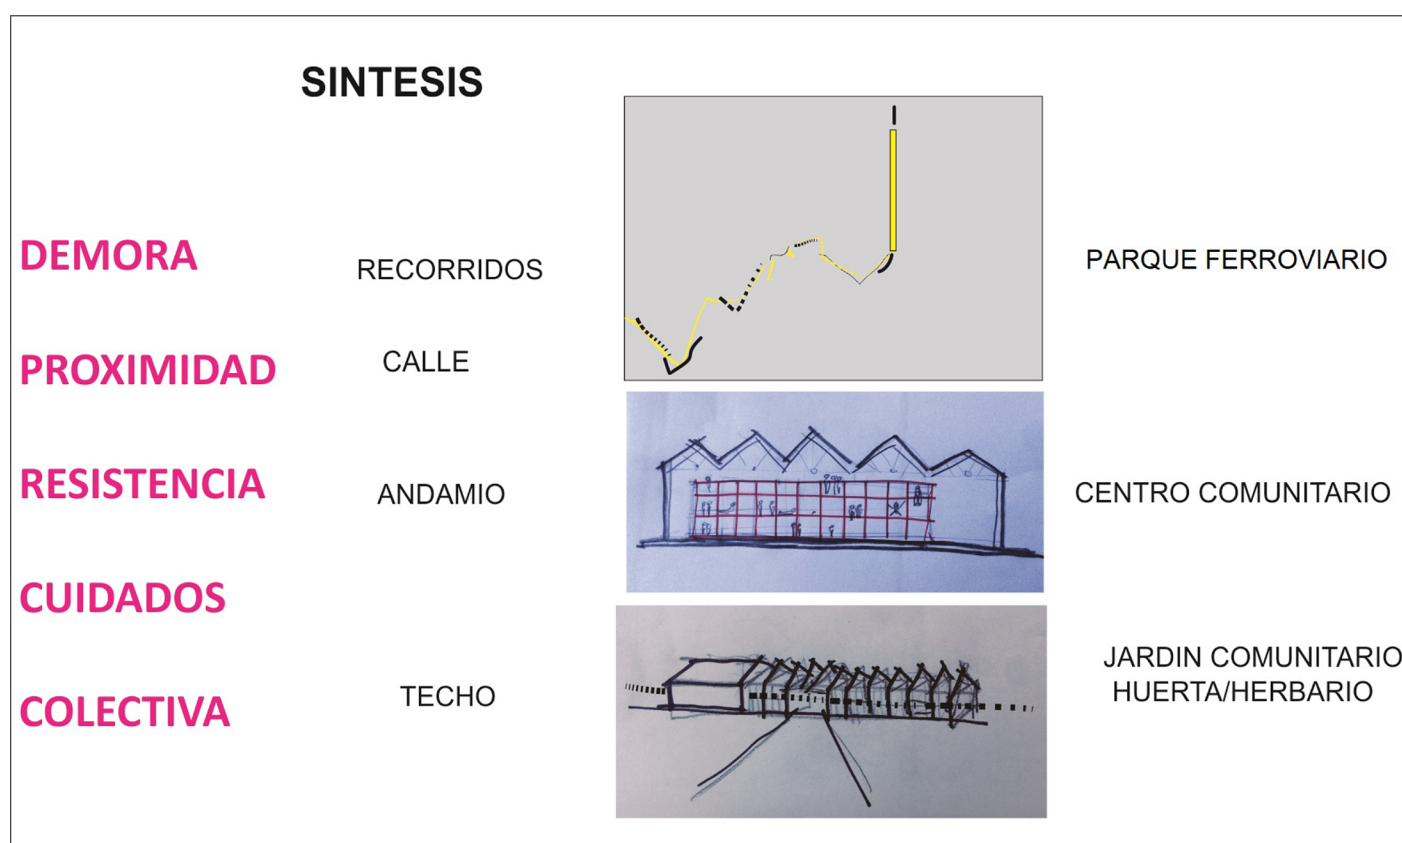 SINTESIS
DEMORA
RECORRIDOS
PARQUE FERROVIARIO
PROXIMIDAD
CALLE
RESISTENCIA
ANDAMIO
CENTRO COMUNITARIO
CUIDADOS
COLECTIVA
TECHO
JARDIN COMUNITARIO
HUERTA/HERBARIO